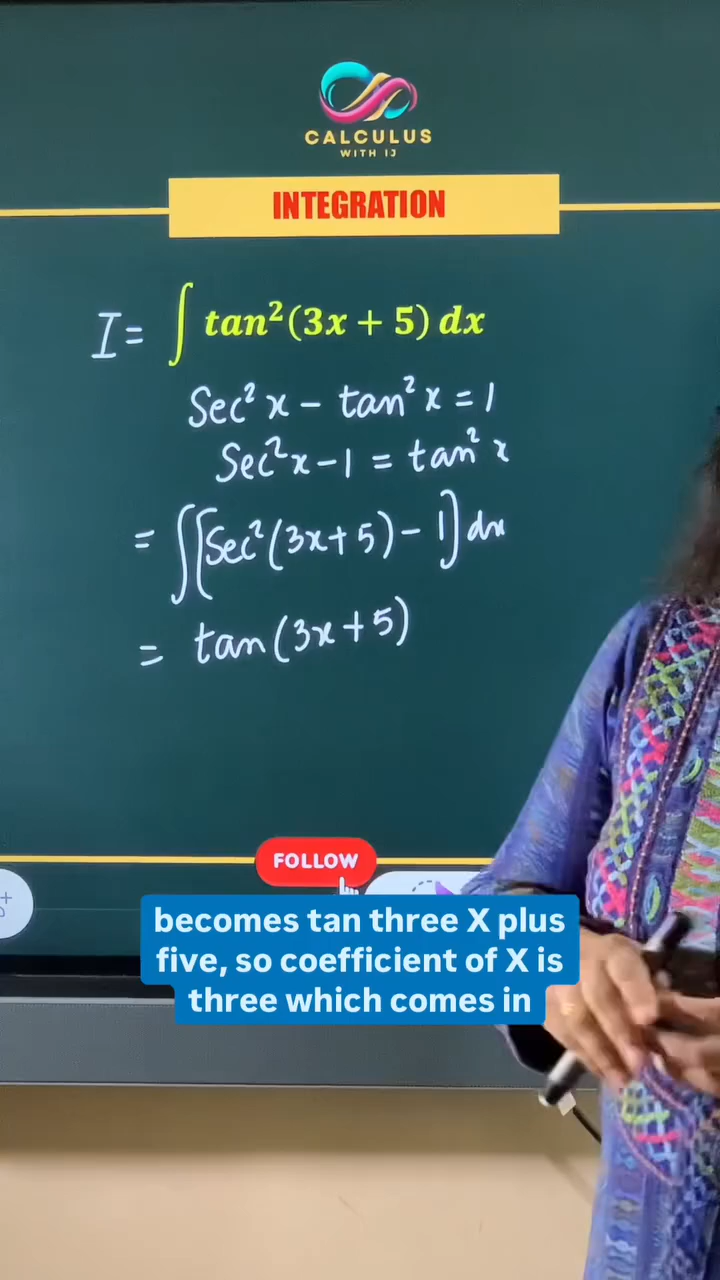 CALCULUS
WITH IJ
INTEGRATION
I = ∫ tan²(3x + 5) dx
Sec²x − tan²x = 1
Sec²x − 1 = tan²x
= ∫[Sec²(3x+5) − 1] dx
= tan(3x+5)
FOLLOW
becomes tan three X plus
five, so coefficient of X is
three which comes in